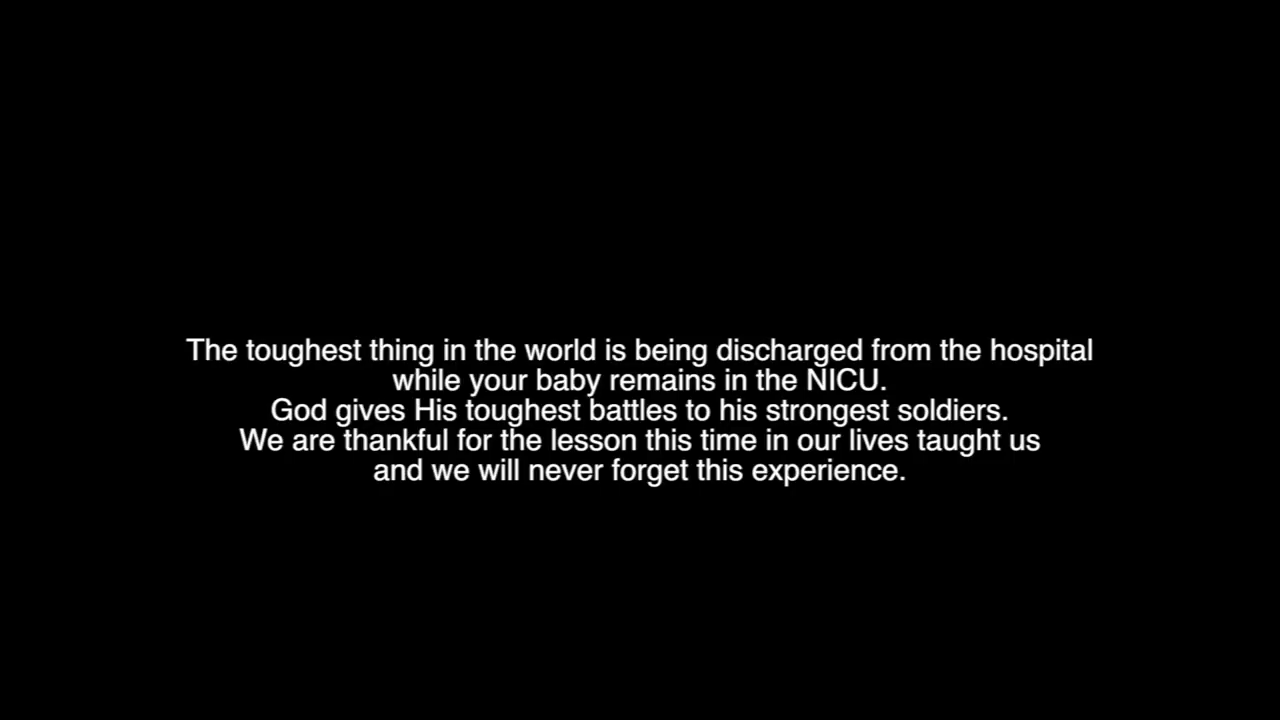 The toughest thing in the world is being discharged from the hospital
while your baby remains in the NICU.
God gives His toughest battles to his strongest soldiers.
We are thankful for the lesson this time in our lives taught us
and we will never forget this experience.